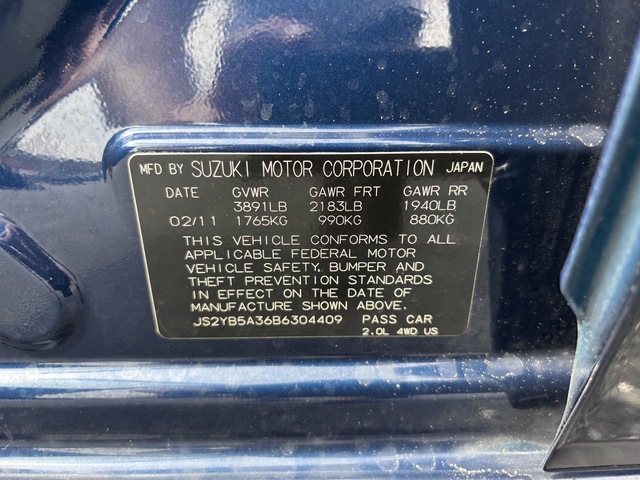 MFD BY SUZUKI MOTOR CORPORATION JAPAN
DATE GVWR GAWR FRT GAWR RR
3891LB 2183LB 1940LB
02/11 1765KG 990KG 880KG
THIS VEHICLE CONFORMS TO ALL
APPLICABLE FEDERAL MOTOR
VEHICLE SAFETY, BUMPER AND
THEFT PREVENTION STANDARDS
IN EFFECT ON THE DATE OF
MANUFACTURE SHOWN ABOVE.
JS2YB5A36B6304409 PASS CAR
2.0L 4WD US